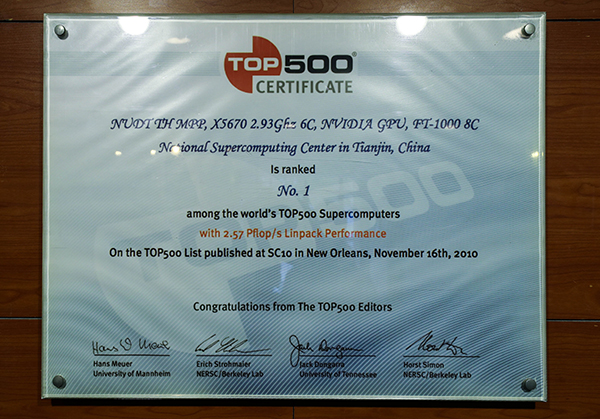 TOP500®
CERTIFICATE
NUDT TH MPP, X5670 2.93Ghz 6C, NVIDIA GPU, FT-1000 8C
National Supercomputing Center in Tianjin, China
Is ranked
No. 1
among the world's TOP500 Supercomputers
with 2.57 Pflop/s Linpack Performance
On the TOP500 List published at SC10 in New Orleans, November 16th, 2010
Congratulations from The TOP500 Editors
Hans Meuer
University of Mannheim
Erich Strohmaier
NERSC/Berkeley Lab
Jack Dongarra
University of Tennessee
Horst Simon
NERSC/Berkeley Lab